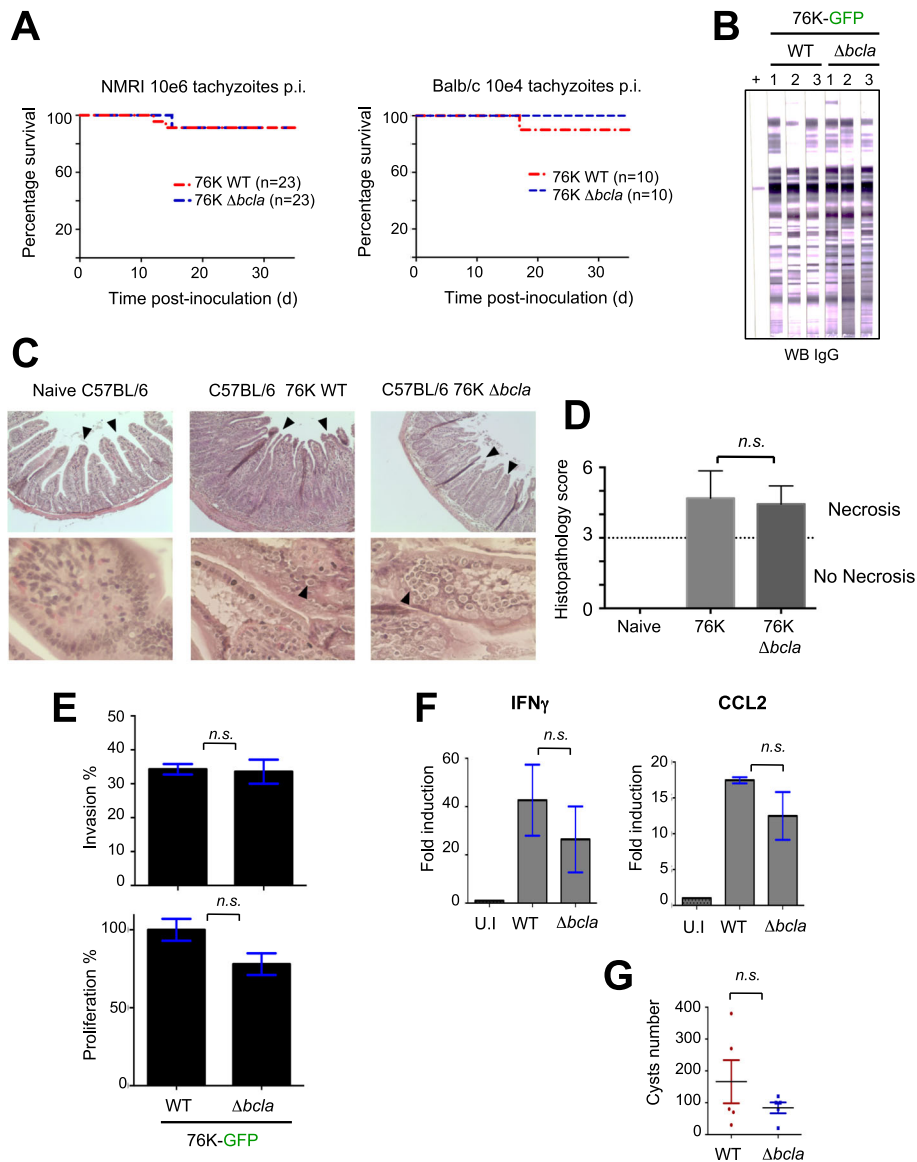 A
NMRI 10e6 tachyzoites p.i.
Percentage survival
100
60
20
76K WT (n=23)
76K Δbcla (n=23)
0 10 20 30
Time post-inoculation (d)
Balb/c 10e4 tachyzoites p.i.
Percentage survival
100
60
20
76K WT (n=10)
76K Δbcla (n=10)
0 10 20 30
Time post-inoculation (d)
B
76K-GFP
WT Δbcla
+ 1 2 3 1 2 3
WB IgG
C
Naive C57BL/6
C57BL/6 76K WT
C57BL/6 76K Δbcla
D
n.s.
Histopathology score
6
3
0
Necrosis
No Necrosis
Naive 76K 76K
Δbcla
E
n.s.
Invasion %
50
40
30
20
10
0
n.s.
Proliferation %
100
50
0
WT Δbcla
76K-GFP
F
IFNγ
n.s.
Fold induction
60
40
20
0
U.I WT Δbcla
CCL2
n.s.
Fold induction
20
15
10
5
0
U.I WT Δbcla
G
n.s.
Cysts number
400
300
200
100
0
WT Δbcla